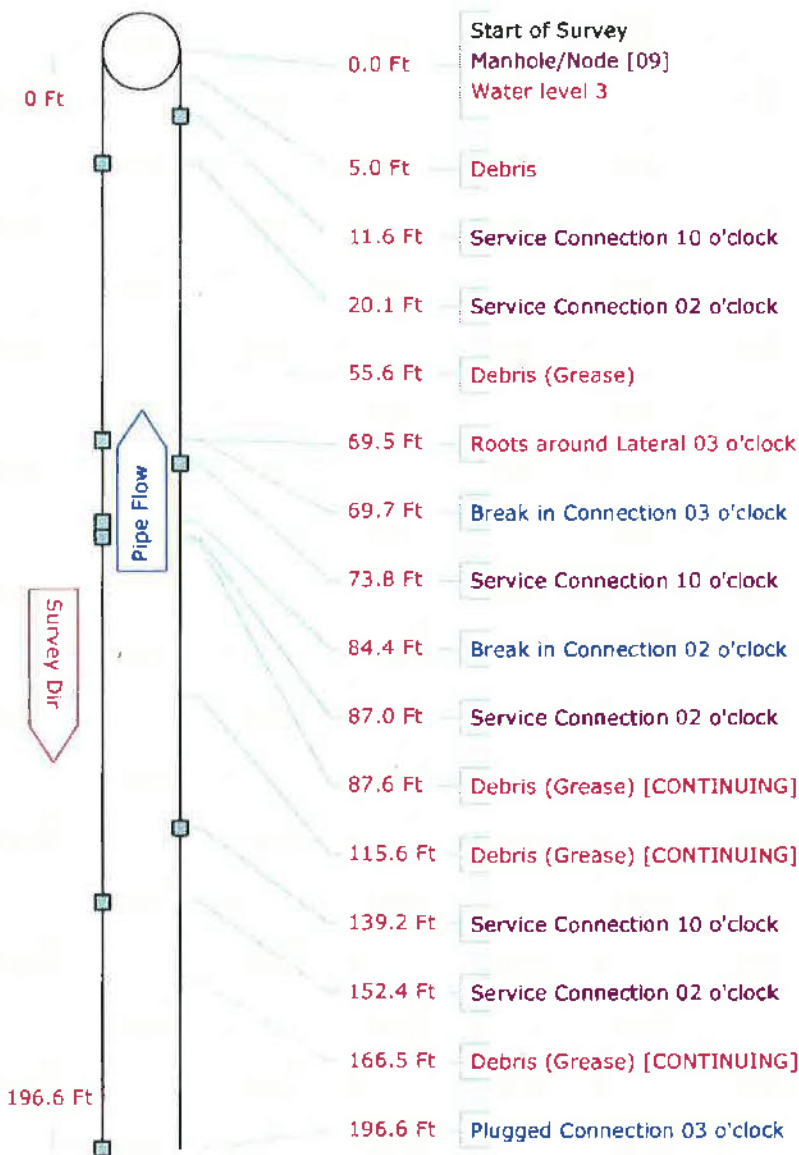 Start of Survey
0.0 Ft Manhole/Node [09]
Water level 3
0 Ft
5.0 Ft Debris
11.6 Ft Service Connection 10 o'clock
20.1 Ft Service Connection 02 o'clock
55.6 Ft Debris (Grease)
69.5 Ft Roots around Lateral 03 o'clock
69.7 Ft Break in Connection 03 o'clock
Pipe Flow
73.8 Ft Service Connection 10 o'clock
84.4 Ft Break in Connection 02 o'clock
Survey Dir
87.0 Ft Service Connection 02 o'clock
87.6 Ft Debris (Grease) [CONTINUING]
115.6 Ft Debris (Grease) [CONTINUING]
139.2 Ft Service Connection 10 o'clock
152.4 Ft Service Connection 02 o'clock
166.5 Ft Debris (Grease) [CONTINUING]
196.6 Ft
196.6 Ft Plugged Connection 03 o'clock